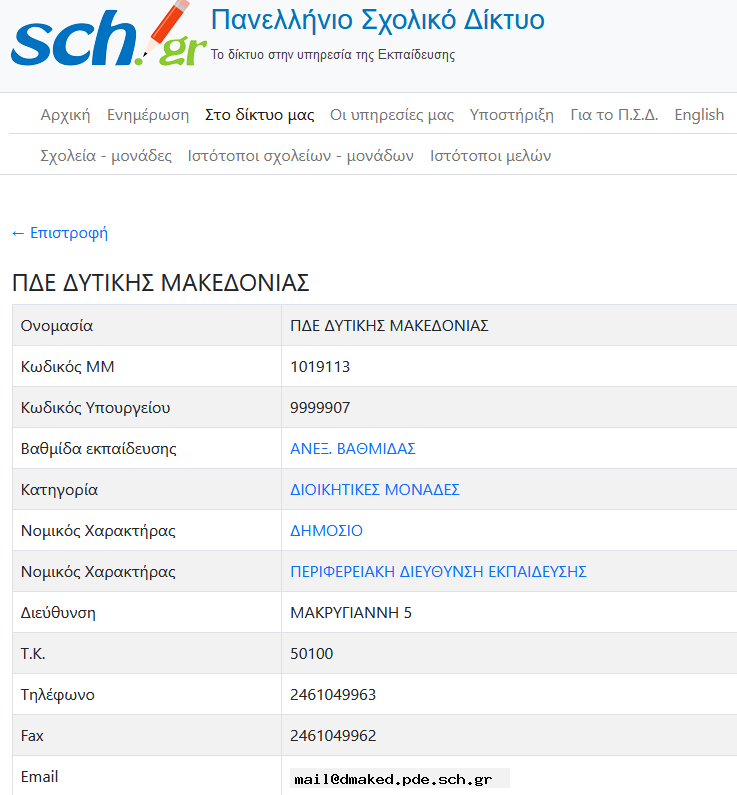 sch.gr
Πανελλήνιο Σχολικό Δίκτυο
Το δίκτυο στην υπηρεσία της Εκπαίδευσης
Αρχική Ενημέρωση Στο δίκτυο μας Οι υπηρεσίες μας Υποστήριξη Για το Π.Σ.Δ. English
Σχολεία - μονάδες Ιστότοποι σχολείων - μονάδων Ιστότοποι μελών
← Επιστροφή
ΠΔΕ ΔΥΤΙΚΗΣ ΜΑΚΕΔΟΝΙΑΣ
Ονομασία ΠΔΕ ΔΥΤΙΚΗΣ ΜΑΚΕΔΟΝΙΑΣ
Κωδικός ΜΜ 1019113
Κωδικός Υπουργείου 9999907
Βαθμίδα εκπαίδευσης ΑΝΕΞ. ΒΑΘΜΙΔΑΣ
Κατηγορία ΔΙΟΙΚΗΤΙΚΕΣ ΜΟΝΑΔΕΣ
Νομικός Χαρακτήρας ΔΗΜΟΣΙΟ
Νομικός Χαρακτήρας ΠΕΡΙΦΕΡΕΙΑΚΗ ΔΙΕΥΘΥΝΣΗ ΕΚΠΑΙΔΕΥΣΗΣ
Διεύθυνση ΜΑΚΡΥΓΙΑΝΝΗ 5
Τ.Κ. 50100
Τηλέφωνο 2461049963
Fax 2461049962
Email mail@dmaked.pde.sch.gr